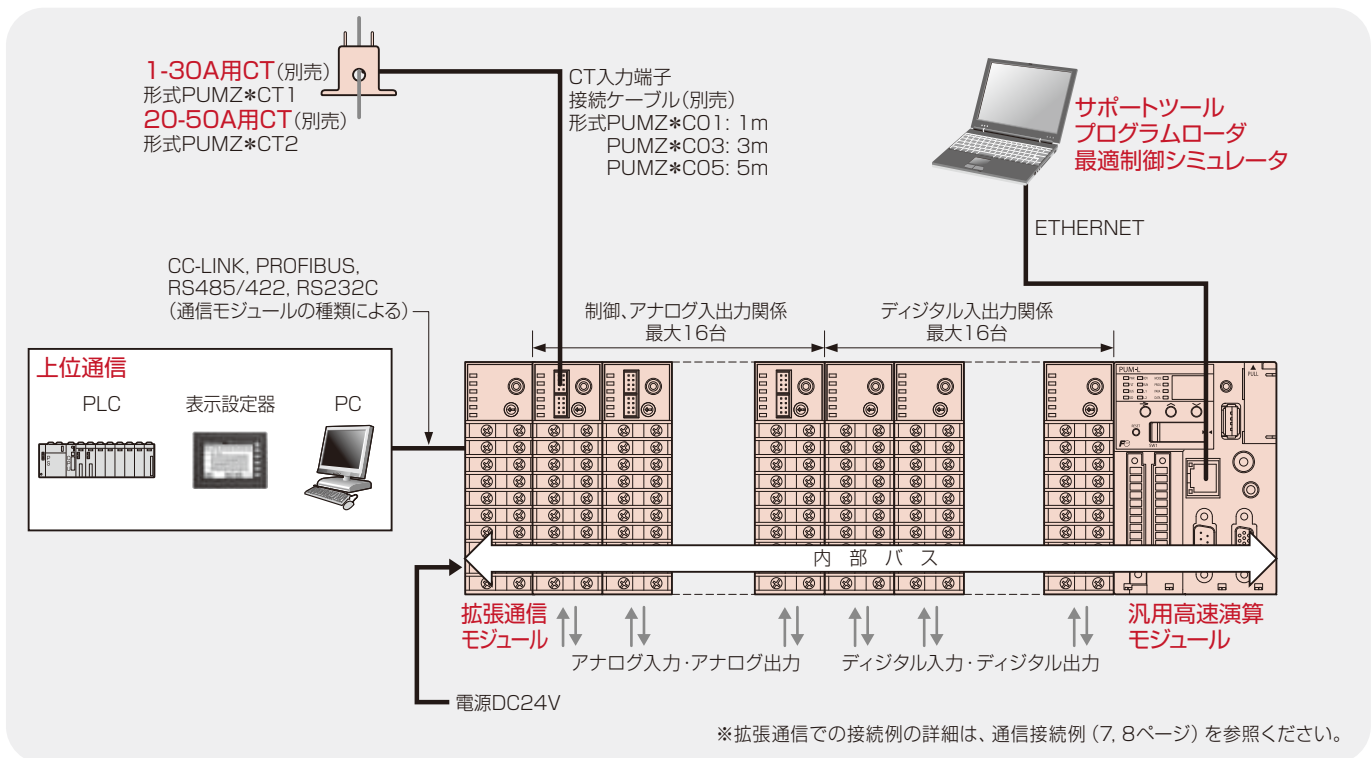 1-30A用CT(別売)
形式PUMZ*CT1
20-50A用CT(別売)
形式PUMZ*CT2
CT入力端子
接続ケーブル(別売)
形式PUMZ*C01: 1m
PUMZ*C03: 3m
PUMZ*C05: 5m
サポートツール
プログラムローダ
最適制御シミュレータ
ETHERNET
CC-LINK, PROFIBUS,
RS485/422, RS232C
(通信モジュールの種類による)
制御、アナログ入出力関係
最大16台
ディジタル入出力関係
最大16台
上位通信
PLC
表示設定器
PC
PUM-L
PULL
内部バス
拡張通信
モジュール
汎用高速演算
モジュール
アナログ入力・アナログ出力
ディジタル入力・ディジタル出力
電源DC24V
※拡張通信での接続例の詳細は、通信接続例 (7, 8ページ) を参照ください。